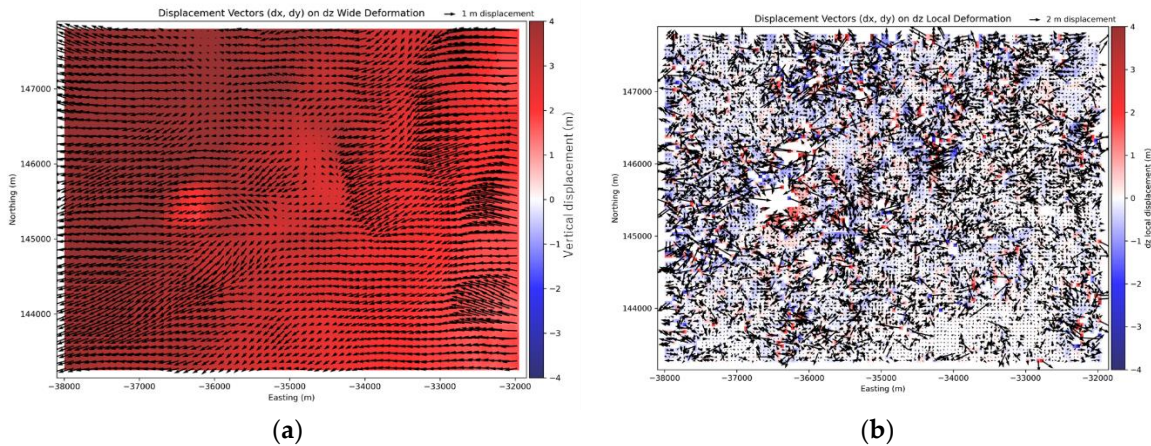 Displacement Vectors (dx, dy) on dz Wide Deformation
1 m displacement
147000
146000
145000
144000
Northing (m)
−38000 −37000 −36000 −35000 −34000 −33000 −32000
Easting (m)
4
3
2
1
0
−1
−2
−3
−4
Vertical displacement (m)
(a)
Displacement Vectors (dx, dy) on dz Local Deformation
2 m displacement
147000
146000
145000
144000
Northing (m)
−38000 −37000 −36000 −35000 −34000 −33000 −32000
Easting (m)
4
3
2
1
0
−1
−2
−3
−4
dz local displacement (m)
(b)